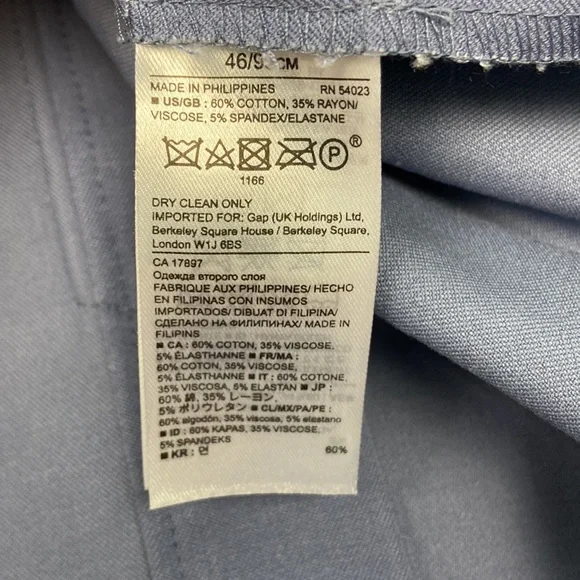 46/9 CM
MADE IN PHILIPPINES RN 54023
■ US/GB : 60% COTTON, 35% RAYON/
VISCOSE, 5% SPANDEX/ELASTANE
P ®
1166
DRY CLEAN ONLY
IMPORTED FOR: Gap (UK Holdings) Ltd,
Berkeley Square House / Berkeley Square,
London W1J 6BS
CA 17897
Одежда второго слоя
FABRIQUE AUX PHILIPPINES/ HECHO
EN FILIPINAS CON INSUMOS
IMPORTADOS/ DIBUAT DI FILIPINA/
СДЕЛАНО НА ФИЛИПИНАХ/ MADE IN
FILIPINS
■ CA : 60% COTON, 35% VISCOSE,
5% ÉLASTHANNE ■ FR/MA :
60% COTON, 35% VISCOSE,
5% ÉLASTHANNE ■ IT : 60% COTONE,
35% VISCOSA, 5% ELASTAN ■ JP :
60% 綿, 35% レーヨン,
5% ポリウレタン ■ CL/MX/PA/PE :
60% algodón, 35% viscosa, 5% elastano
■ ID : 60% KAPAS, 35% VISCOSE,
5% SPANDEKS
■ KR : 면 60%